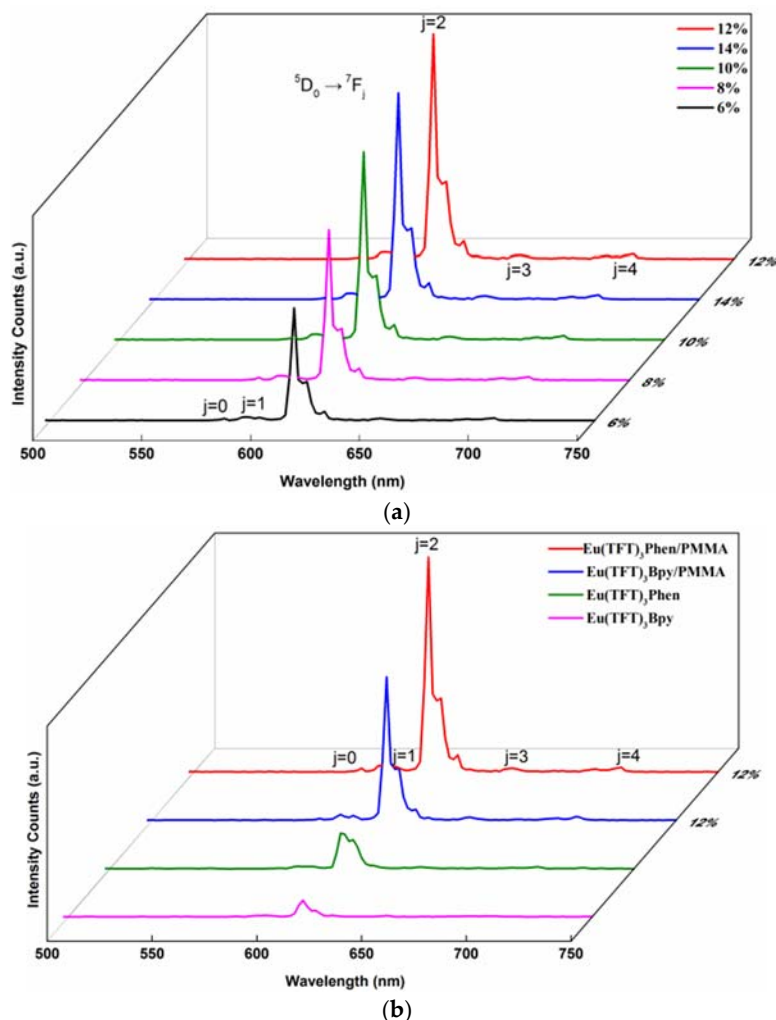 j=2
12%
14%
10%
8%
6%
⁵D₀ → ⁷Fⱼ
Intensity Counts (a.u.)
j=3
j=4
12%
14%
10%
8%
6%
j=0
j=1
500
550
600
650
700
750
Wavelength (nm)
(a)
j=2
Eu(TFT)₃Phen/PMMA
Eu(TFT)₃Bpy/PMMA
Eu(TFT)₃Phen
Eu(TFT)₃Bpy
Intensity Counts (a.u.)
j=0
j=1
j=3
j=4
12%
12%
500
550
600
650
700
750
Wavelength (nm)
(b)